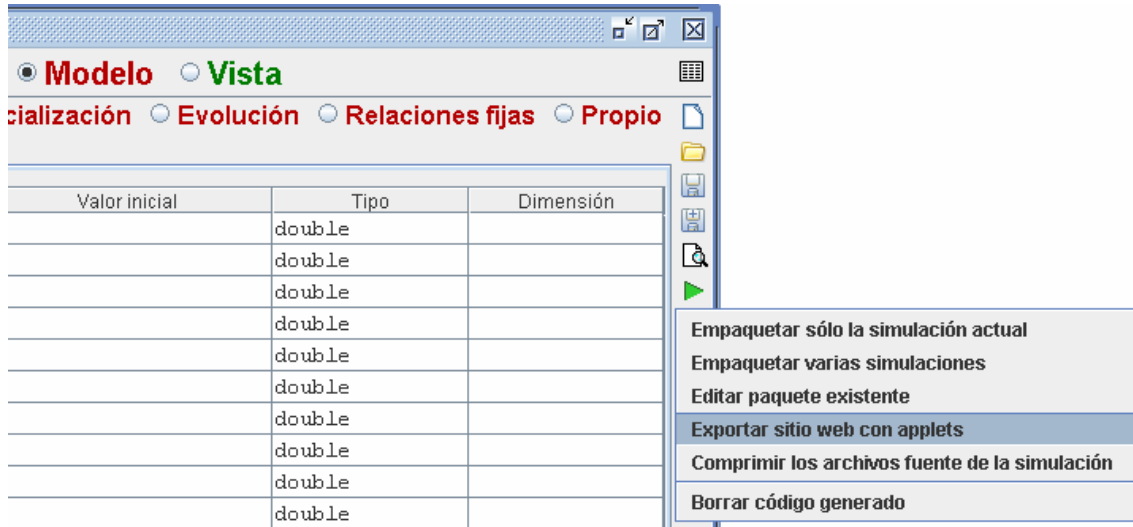 Modelo Vista
cialización Evolución Relaciones fijas Propio
Valor inicial Tipo Dimensión
double
double
double
double
double
double
double
double
double
double
Empaquetar sólo la simulación actual
Empaquetar varias simulaciones
Editar paquete existente
Exportar sitio web con applets
Comprimir los archivos fuente de la simulación
Borrar código generado